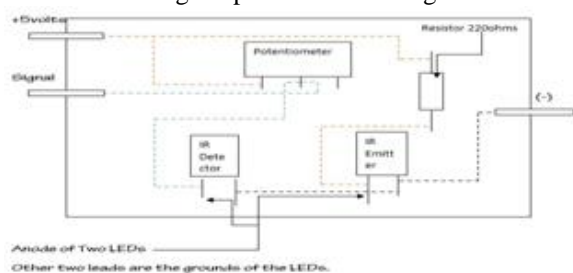 +5volts
Resistor 220ohms
Potentiometer
Signal
(-)
IR
Dete
ctor
IR
Emitt
er
Anode of Two LEDs
Other two leads are the grounds of the LEDs.